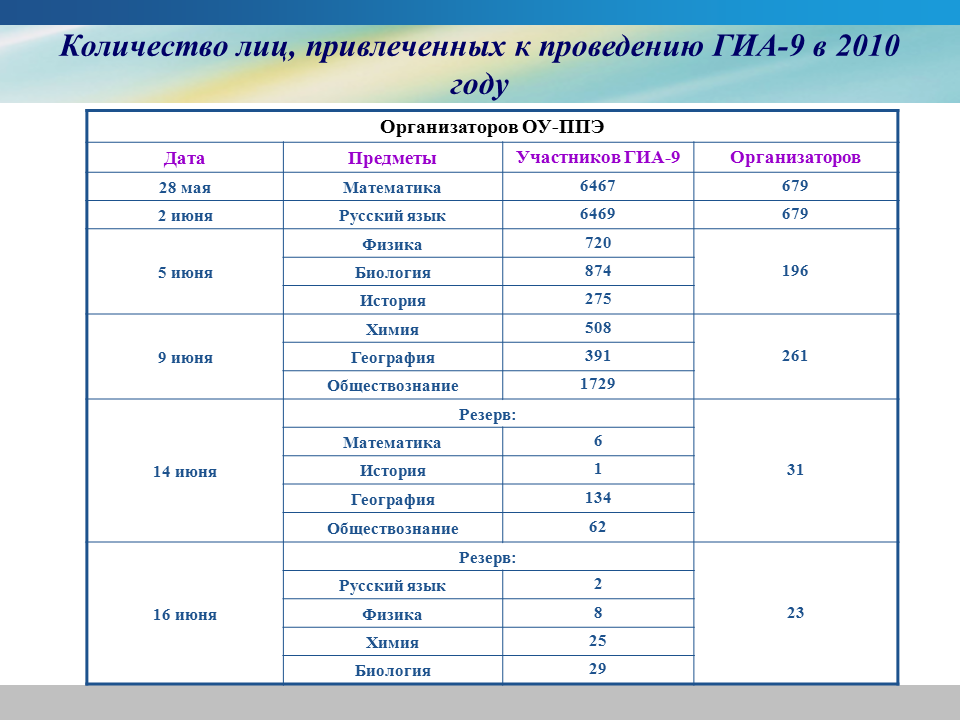 Количество лиц, привлеченных к проведению ГИА-9 в 2010
году
Организаторов ОУ-ППЭ
Дата Предметы Участников ГИА-9 Организаторов
28 мая Математика 6467 679
2 июня Русский язык 6469 679
5 июня Физика 720 196
Биология 874
История 275
9 июня Химия 508 261
География 391
Обществознание 1729
14 июня Резерв: 31
Математика 6
История 1
География 134
Обществознание 62
16 июня Резерв: 23
Русский язык 2
Физика 8
Химия 25
Биология 29